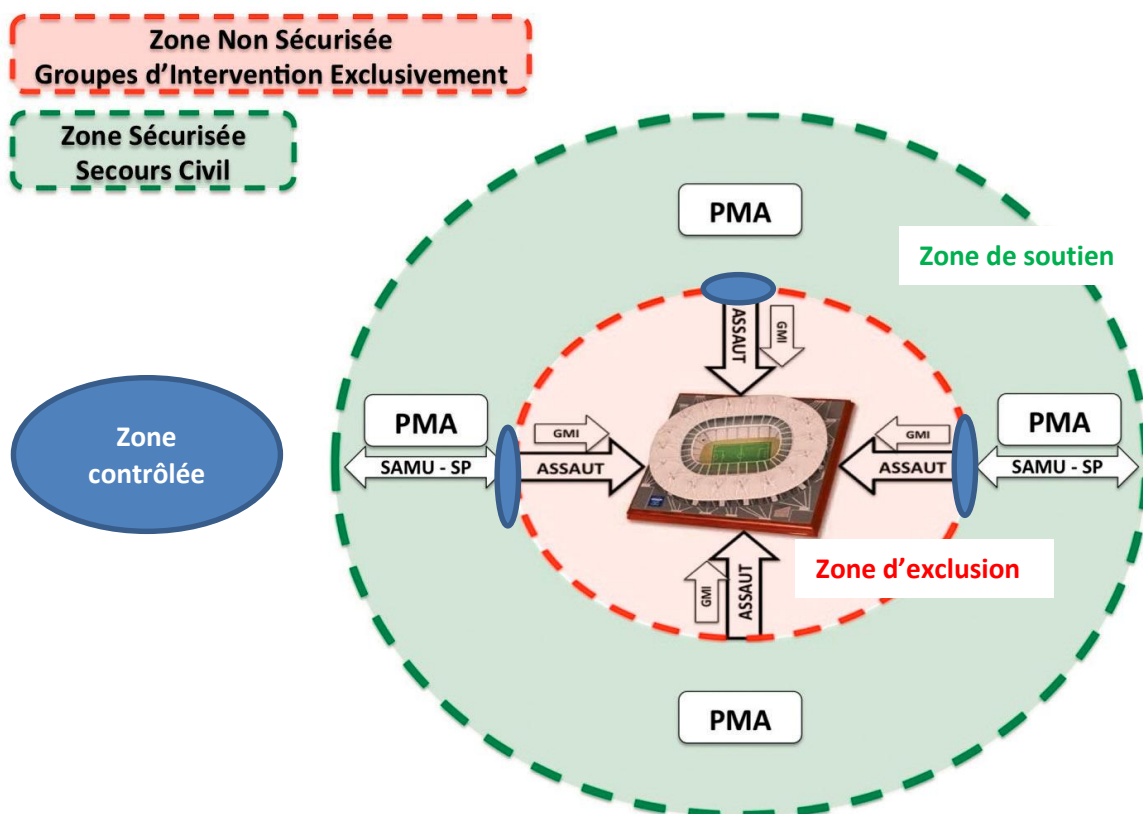 Zone Non Sécurisée
Groupes d'Intervention Exclusivement
Zone Sécurisée
Secours Civil
PMA
Zone de soutien
ASSAUT
GMI
Zone
contrôlée
PMA
SAMU - SP
GMI
ASSAUT
GMI
ASSAUT
PMA
SAMU - SP
Zone d'exclusion
GMI
ASSAUT
PMA